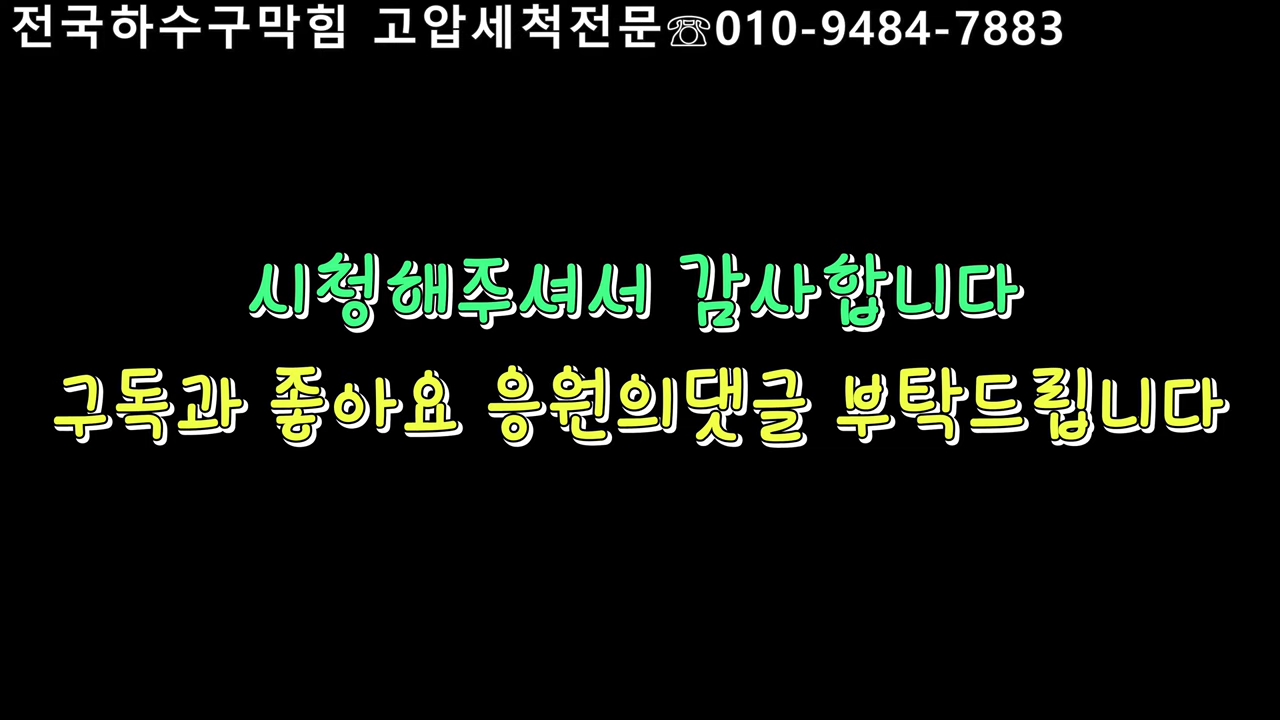 전국하수구막힘 고압세척전문☏010-9484-7883
시청해주셔서 감사합니다
구독과 좋아요 응원의댓글 부탁드립니다